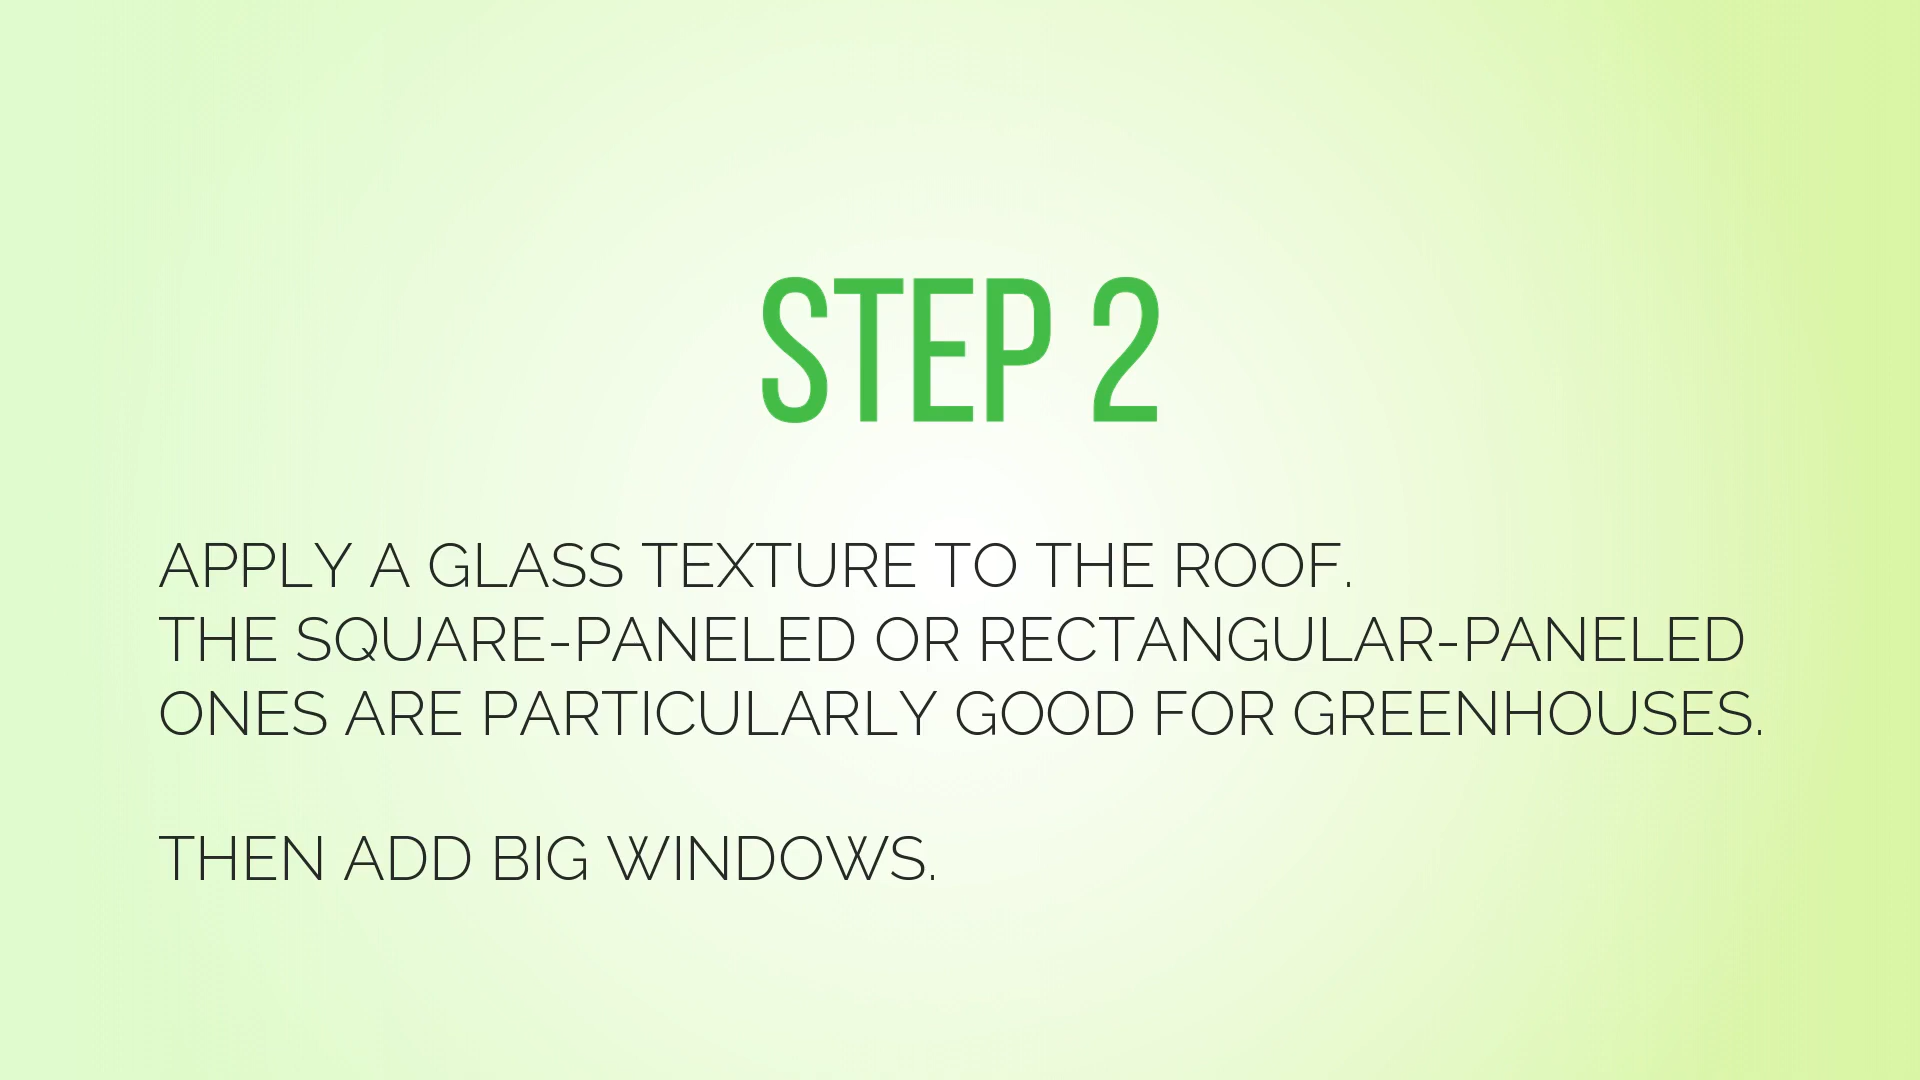 STEP 2
APPLY A GLASS TEXTURE TO THE ROOF.
THE SQUARE-PANELED OR RECTANGULAR-PANELED
ONES ARE PARTICULARLY GOOD FOR GREENHOUSES.
THEN ADD BIG WINDOWS.